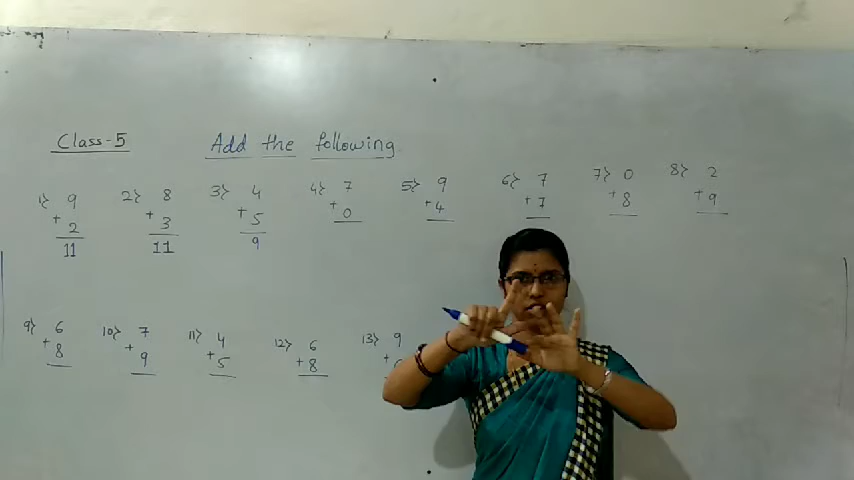 Class-5 Add the following
1> 9 2> 8 3> 4 4> 7 5> 9 6> 7 7> 0 8> 2
+2 +3 +5 +0 +4 +7 +8 +9
11 11 9
9> 6 10> 7 11> 4 12> 6 13> 9
+8 +9 +5 +8 +